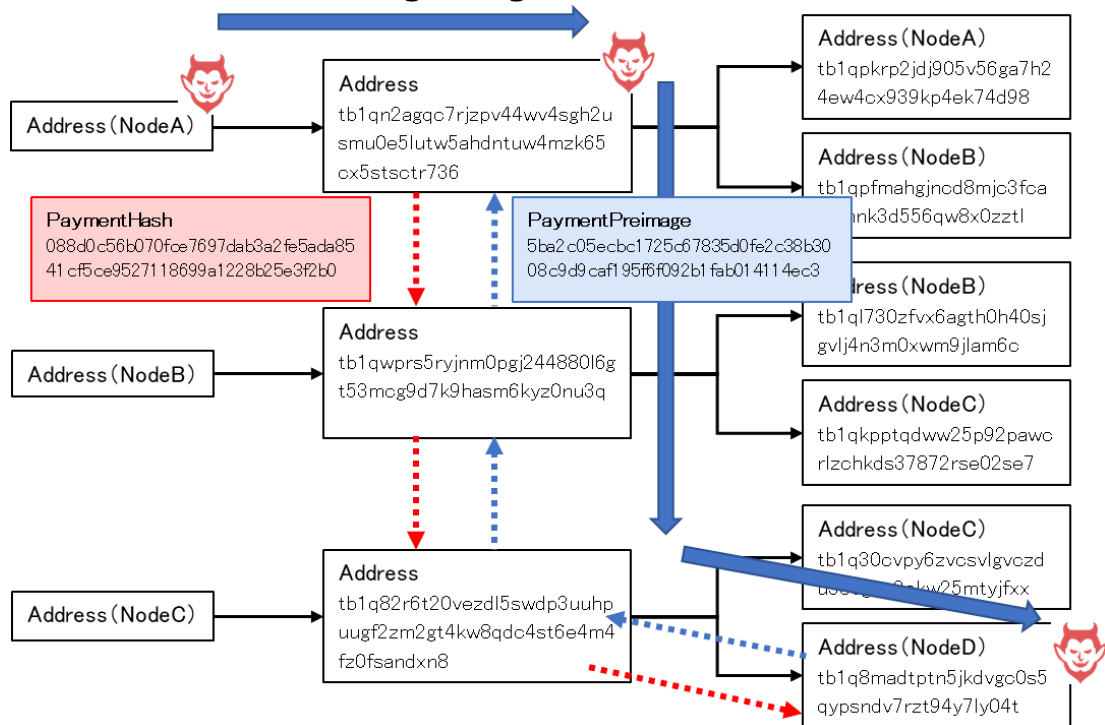 Address(NodeA)
Address
tb1qn2agqc7rjzpv44wv4sgh2u
smu0e5lutw5ahdntuw4mzk65
cx5stsctr736
Address(NodeA)
tb1qpkrp2jdj905v56ga7h2
4ew4cx939kp4ek74d98
Address(NodeB)
tb1qpfmahgjncd8mjc3fca
PaymentHash
088d0c56b070fce7697dab3a2fe5ada85
41cf5ce9527118699a1228b25e3f2b0
PaymentPreimage
5ba2c05ecbc1725c67835d0fe2c38b30
08c9d9caf195f6f092b1fab014114ec3
Address(NodeB)
Address
tb1qwprs5ryjnm0pgj244880l6g
t53mcg9d7k9hasm6kyz0nu3q
Address(NodeB)
tb1ql730zfvx6agth0h40sj
gvlj4n3m0xwm9jlam6c
Address(NodeC)
tb1qkpptqdww25p92pawc
rlzchkds37872rse02se7
Address(NodeC)
Address
tb1q82r6t20vezdl5swdp3uuhp
uugf2zm2gt4kw8qdc4st6e4m4
fz0fsandxn8
Address(NodeC)
tb1q30cvpy6zvcsvlgvczd
Address(NodeD)
tb1q8madtptn5jkdvgc0s5
qypsndv7rzt94y7ly04t